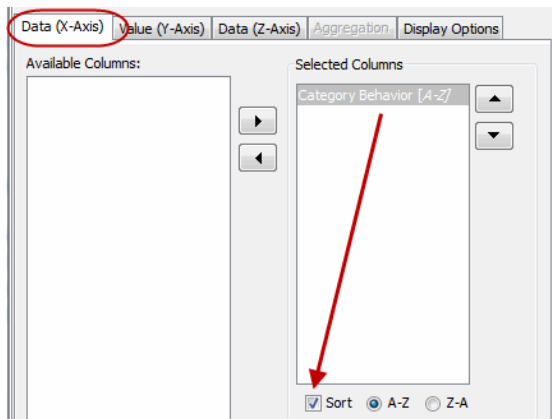 Data (X-Axis) Value (Y-Axis) Data (Z-Axis) Aggregation Display Options
Available Columns: Selected Columns
Category Behavior [A-Z]
Sort A-Z Z-A